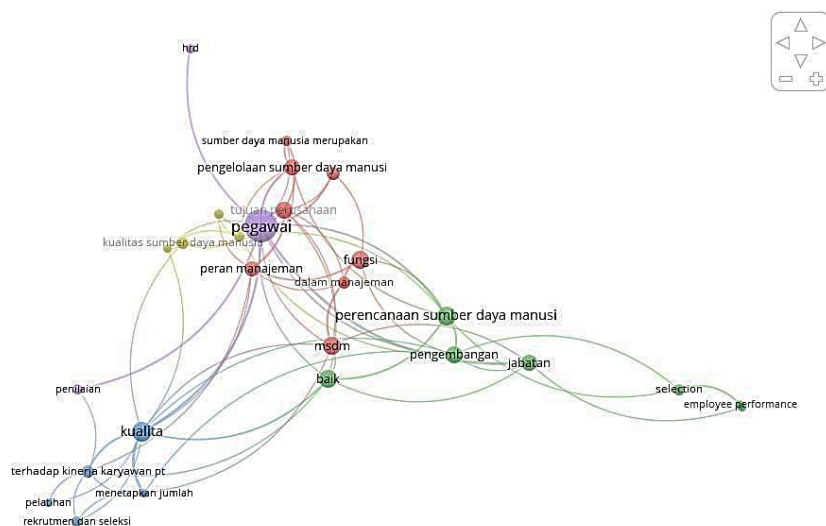 hrd
sumber daya manusia merupakan
pengelolaan sumber daya manusi
tujuan perusahaan
pegawai
kualitas sumber daya manusia
fungsi
peran manajeman
dalam manajeman
perencanaan sumber daya manusi
msdm
pengembangan
jabatan
baik
selection
penilaian
employee performance
kualita
terhadap kinerja karyawan pt
menetapkan jumlah
pelatihan
rekrutmen dan seleksi